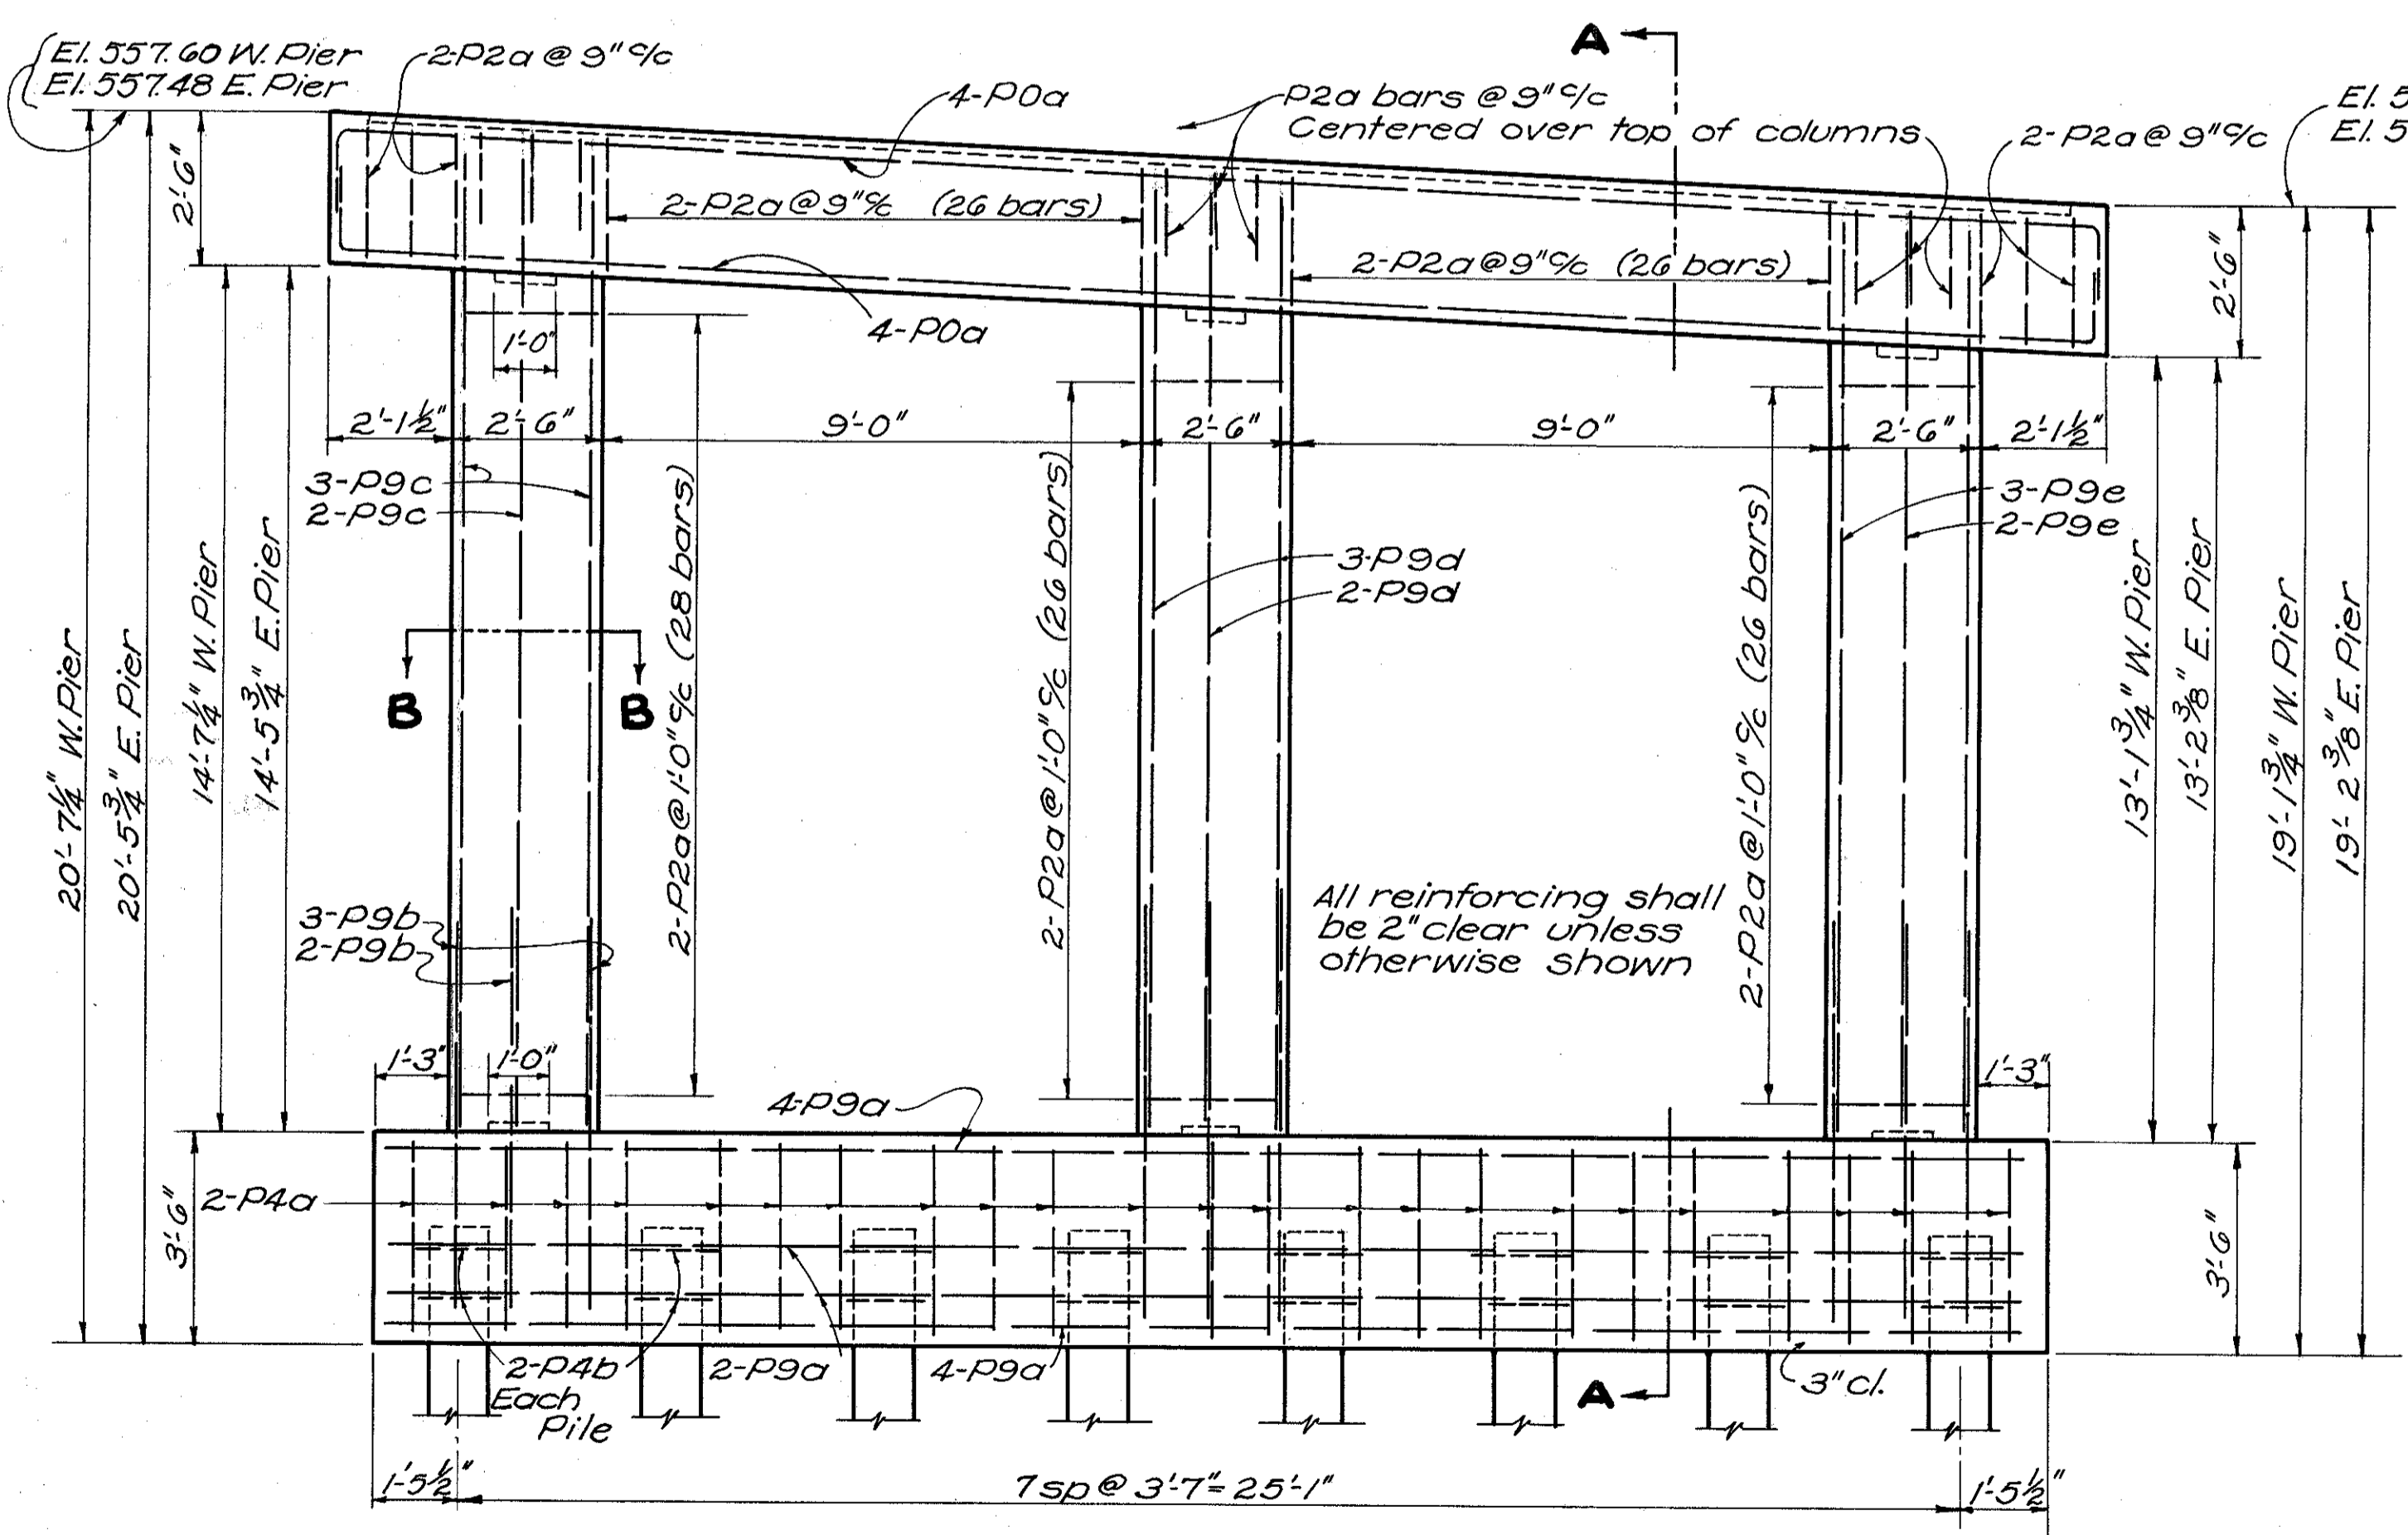 El. 557.60 W. Pier
El. 557.48 E. Pier
2-P2a @ 9" c/c
4-P0a
P2a bars @ 9" c/c
Centered over top of columns
A
El. 5
El. 5
2-P2a @ 9" c/c
2'-6"
2-P2a @ 9" c/c (26 bars)
2-P2a @ 9" c/c (26 bars)
2'-6"
4-P0a
1'-0"
2'-1½"
2'-6"
9'-0"
2'-6"
9'-0"
2'-6"
2'-1½"
3-P9c
2-P9c
3-P9e
2-P9e
3-P9d
2-P9d
20'-7¼" W. Pier
20'-5¾" E. Pier
14'-7¼" W. Pier
14'-5¾" E. Pier
2-P2a @ 1'-0" c/c (28 bars)
2-P2a @ 1'-0" c/c (26 bars)
2-P2a @ 1'-0" c/c (26 bars)
13'-1¾" W. Pier
13'-2⅜" E. Pier
19'-1¾" W. Pier
19'-2⅜" E. Pier
B
B
All reinforcing shall
be 2" clear unless
otherwise shown
3-P9b
2-P9b
1'-3"
1'-0"
1'-3"
4-P9a
2-P4a
3'-6"
3'-6"
2-P4b
Each
Pile
2-P9a
4-P9a
A
3" cl.
1'-5½"
7 sp @ 3'-7" = 25'-1"
1'-5½"